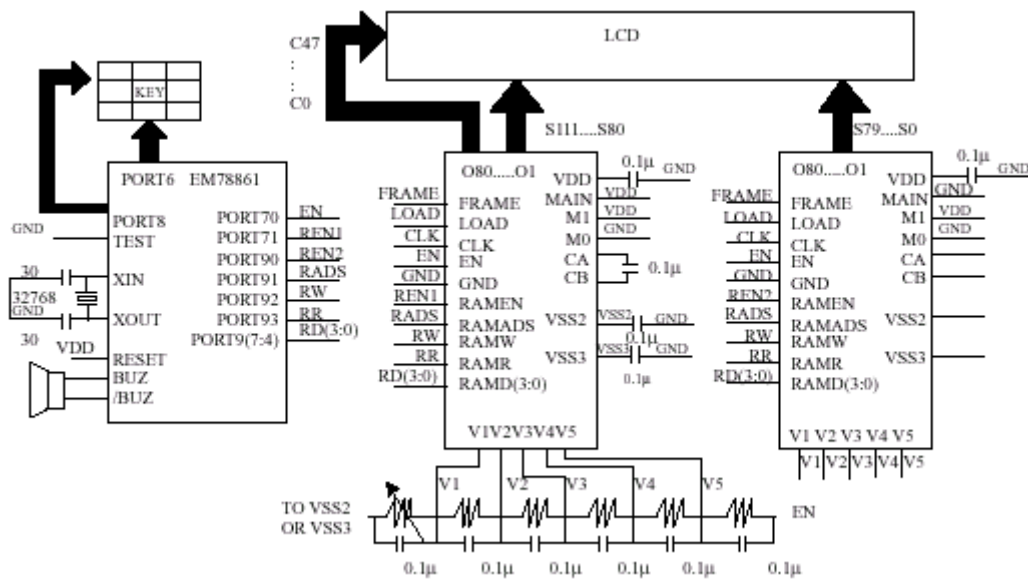 C47
:
:
C0
LCD
KEY
S111....S80
S79....S0
PORT6 EM78861
PORT8
TEST
XIN
XOUT
RESET
BUZ
/BUZ
PORT70
PORT71
PORT90
PORT91
PORT92
PORT93
PORT9(7:4)
GND
30
32768
GND
30
VDD
EN
REN1
REN2
RADS
RW
RR
RD(3:0)
O80.....O1
FRAME
LOAD
CLK
EN
GND
REN1
RADS
RW
RR
RD(3:0)
FRAME
LOAD
CLK
EN
GND
RAMEN
RAMADS
RAMW
RAMR
RAMD(3:0)
VDD
MAIN
M1
M0
CA
CB
VSS2
VSS3
0.1μ
GND
VDD
VDD
GND
0.1μ
VSS2
GND
0.1μ
VSS3
GND
0.1μ
V1V2V3V4V5
O80.....O1
FRAME
LOAD
CLK
EN
GND
REN2
RADS
RW
RR
RD(3:0)
FRAME
LOAD
CLK
EN
GND
RAMEN
RAMADS
RAMW
RAMR
RAMD(3:0)
VDD
MAIN
M1
M0
CA
CB
VSS2
VSS3
0.1μ
GND
GND
VDD
GND
V1 V2 V3 V4 V5
V1 V2 V3 V4 V5
V1 V2 V3 V4 V5
TO VSS2
OR VSS3
EN
0.1μ 0.1μ 0.1μ 0.1μ 0.1μ 0.1μ